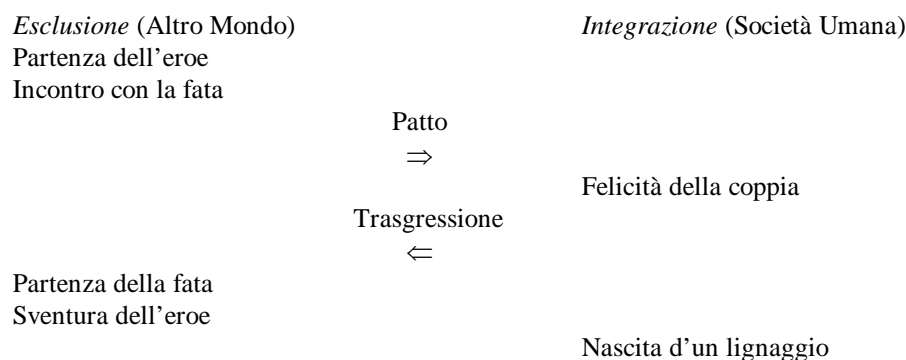 Esclusione (Altro Mondo) Integrazione (Società Umana)
Partenza dell’eroe
Incontro con la fata
Patto
⇒
Felicità della coppia
Trasgressione
⇐
Partenza della fata
Sventura dell’eroe
Nascita d’un lignaggio